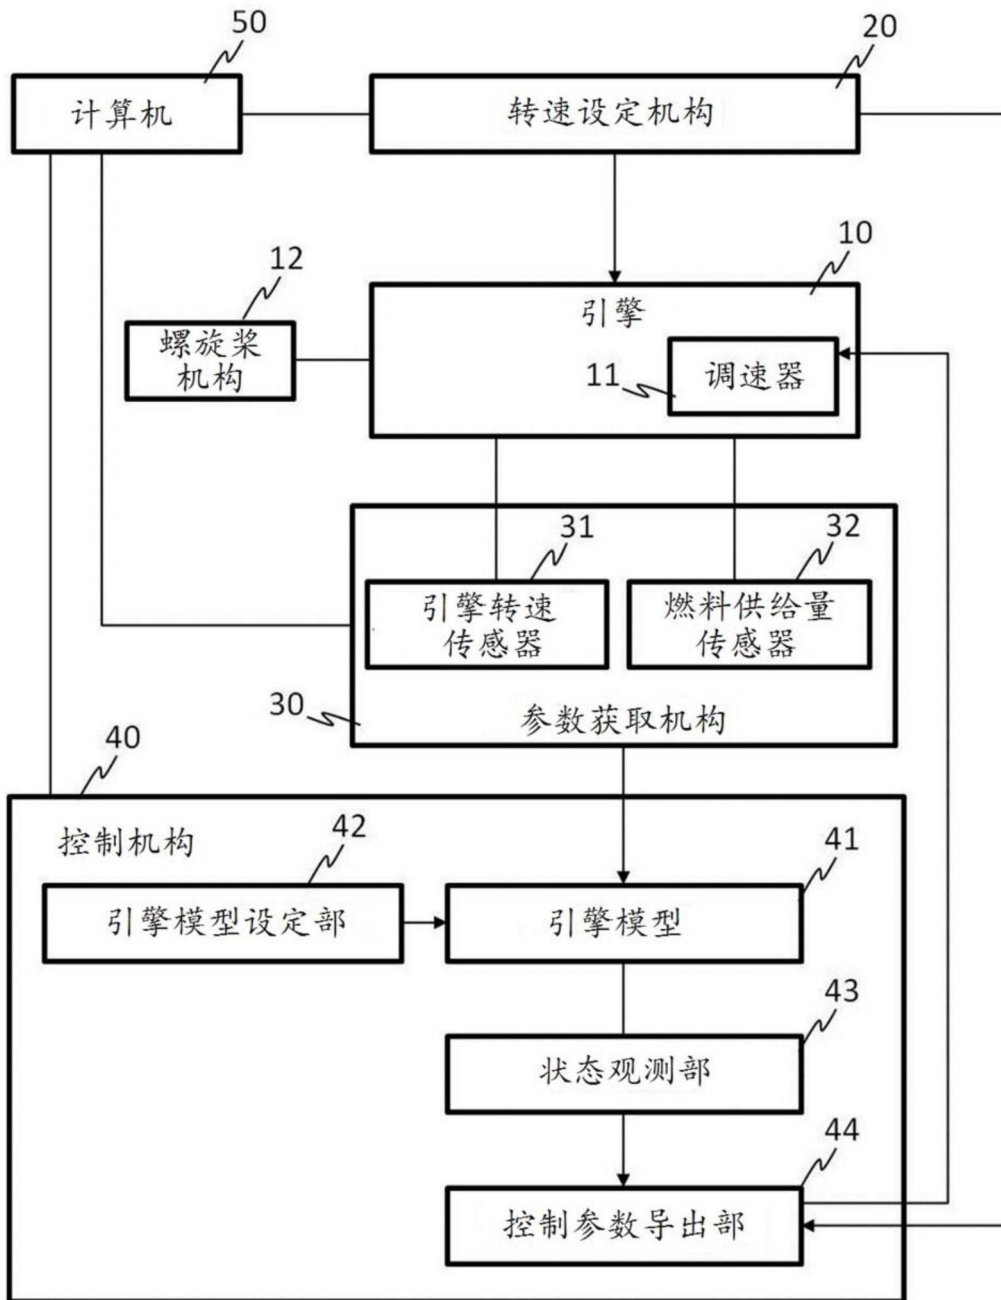 50
20
计算机
转速设定机构
12
10
引擎
螺旋桨
机构
11
调速器
31
32
引擎转速
传感器
燃料供给量
传感器
30
参数获取机构
40
控制机构
42
41
引擎模型设定部
引擎模型
43
状态观测部
44
控制参数导出部